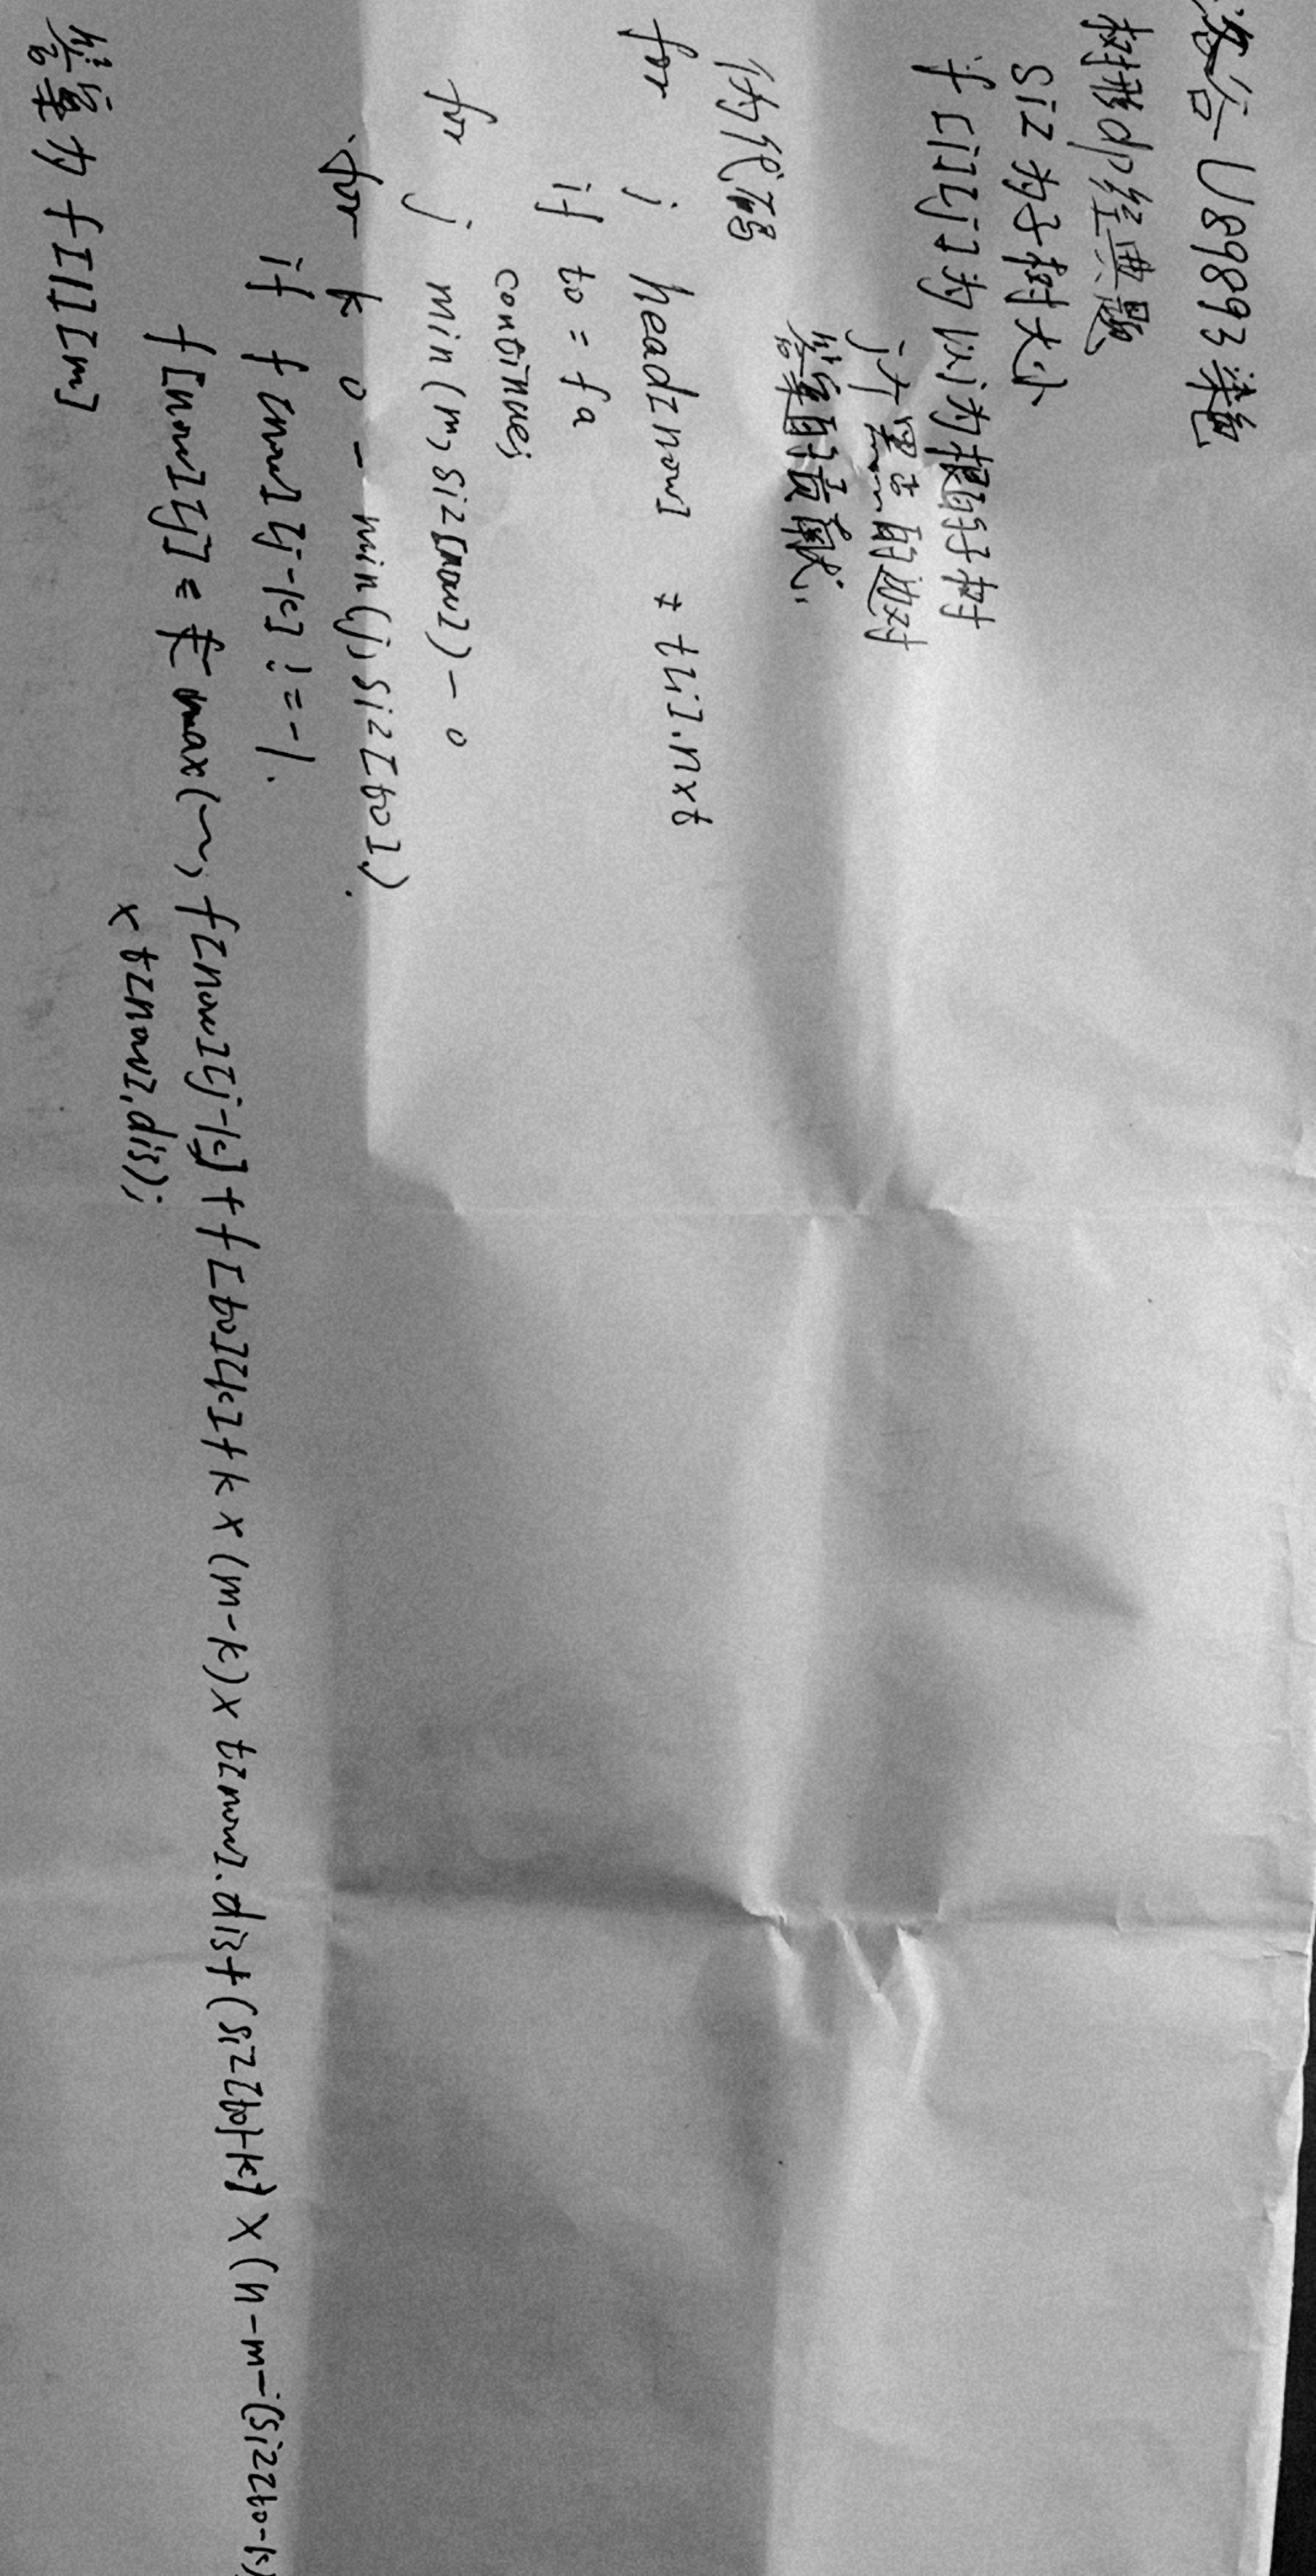 洛谷 U89893 染色
树形dp经典题
siz 为子树大小
f[i][j]为以i为根的子树
j个黑点的边对
答案的贡献.
伪代码
for i head[now] t[i].nxt
if to = fa
continue;
for j min(m, siz[now]) - 0
for k 0 - min(j, siz[to])
if f[now][j-k] != -1.
f[now][j] = max(~, f[now][j-k] + f[to][k] + k × (m-k) × t[now].dis + (siz[to]-k) × (n-m-(siz[to-k)
× t[now].dis);
答案为 f[1][m]